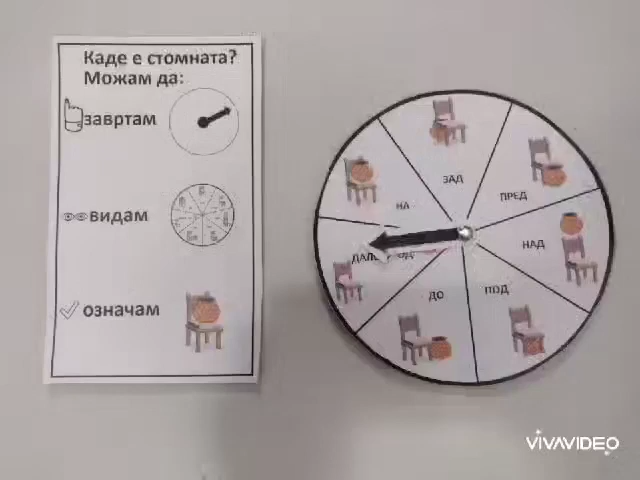 Каде е стомната?
Можам да:
завртам
видам
означам
ЗАД
ПРЕД
НА
НАД
ДО
ПОД
VIVAVIDEO